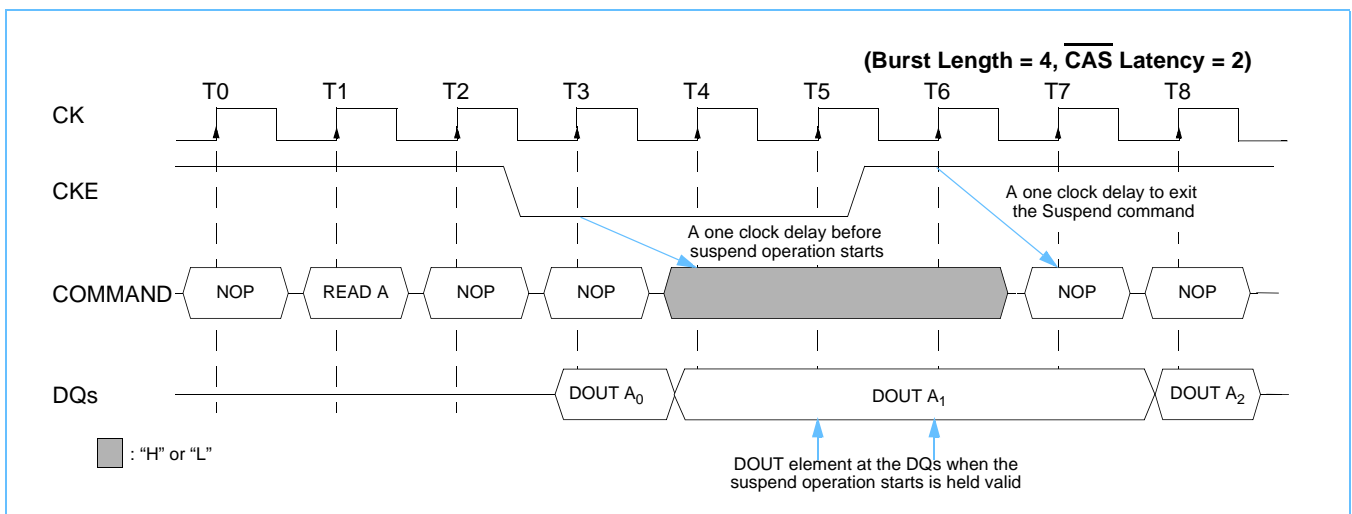 (Burst Length = 4, CAS Latency = 2)
T0 T1 T2 T3 T4 T5 T6 T7 T8
CK
CKE
A one clock delay to exit
the Suspend command
A one clock delay before
suspend operation starts
COMMAND NOP READ A NOP NOP NOP NOP
DQs DOUT A0 DOUT A1 DOUT A2
: “H” or “L”
DOUT element at the DQs when the
suspend operation starts is held valid